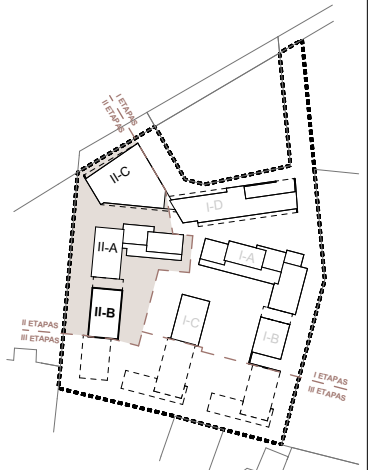 I ETAPAS
II ETAPAS
II-C
I-D
II-A
I-A
II-B
I-C
I-B
II ETAPAS
III ETAPAS
I ETAPAS
III ETAPAS